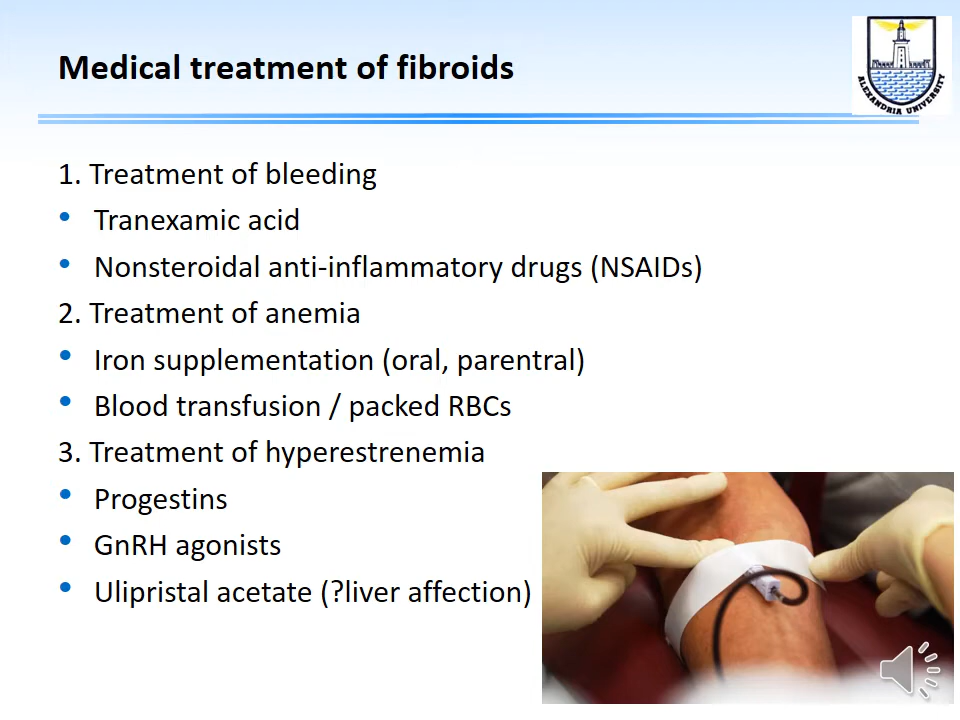 Medical treatment of fibroids
ALEXANDRIA UNIVERSITY
1. Treatment of bleeding
• Tranexamic acid
• Nonsteroidal anti-inflammatory drugs (NSAIDs)
2. Treatment of anemia
• Iron supplementation (oral, parentral)
• Blood transfusion / packed RBCs
3. Treatment of hyperestrenemia
• Progestins
• GnRH agonists
• Ulipristal acetate (?liver affection)